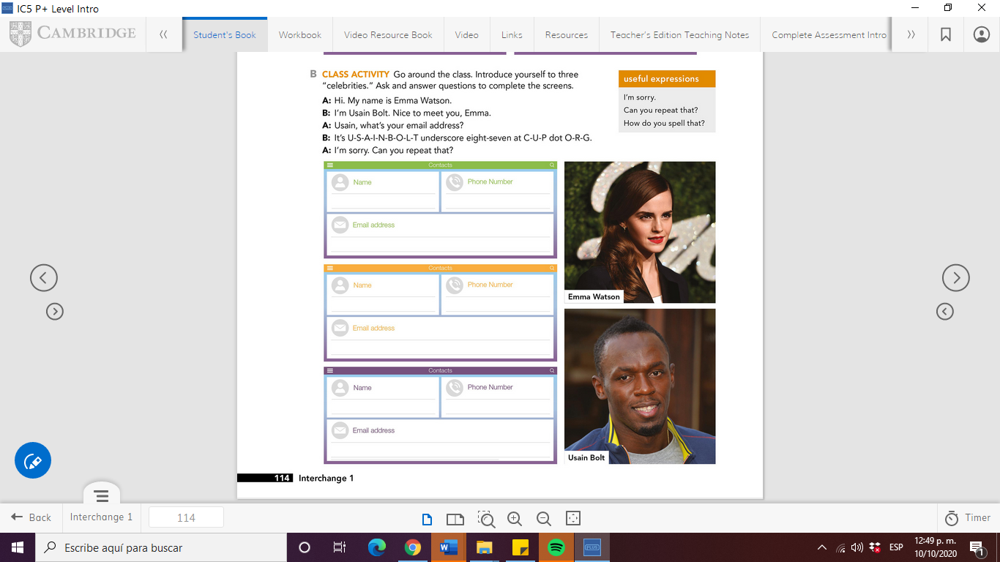 IC5 P+ Level Intro
CAMBRIDGE
Student's Book
Workbook
Video Resource Book
Video
Links
Resources
Teacher's Edition Teaching Notes
Complete Assessment Intro
B CLASS ACTIVITY Go around the class. Introduce yourself to three
“celebrities.” Ask and answer questions to complete the screens.
A: Hi. My name is Emma Watson.
B: I'm Usain Bolt. Nice to meet you, Emma.
A: Usain, what's your email address?
B: It's U-S-A-I-N-B-O-L-T underscore eight-seven at C-U-P dot O-R-G.
A: I'm sorry. Can you repeat that?
useful expressions
I'm sorry.
Can you repeat that?
How do you spell that?
Contacts
Name
Phone Number
Email address
Contacts
Name
Phone Number
Email address
Contacts
Name
Phone Number
Email address
Emma Watson
Usain Bolt
114 Interchange 1
Back
Interchange 1
114
Timer
Escribe aquí para buscar
PLUS
ESP
12:49 p. m.
10/10/2020
1